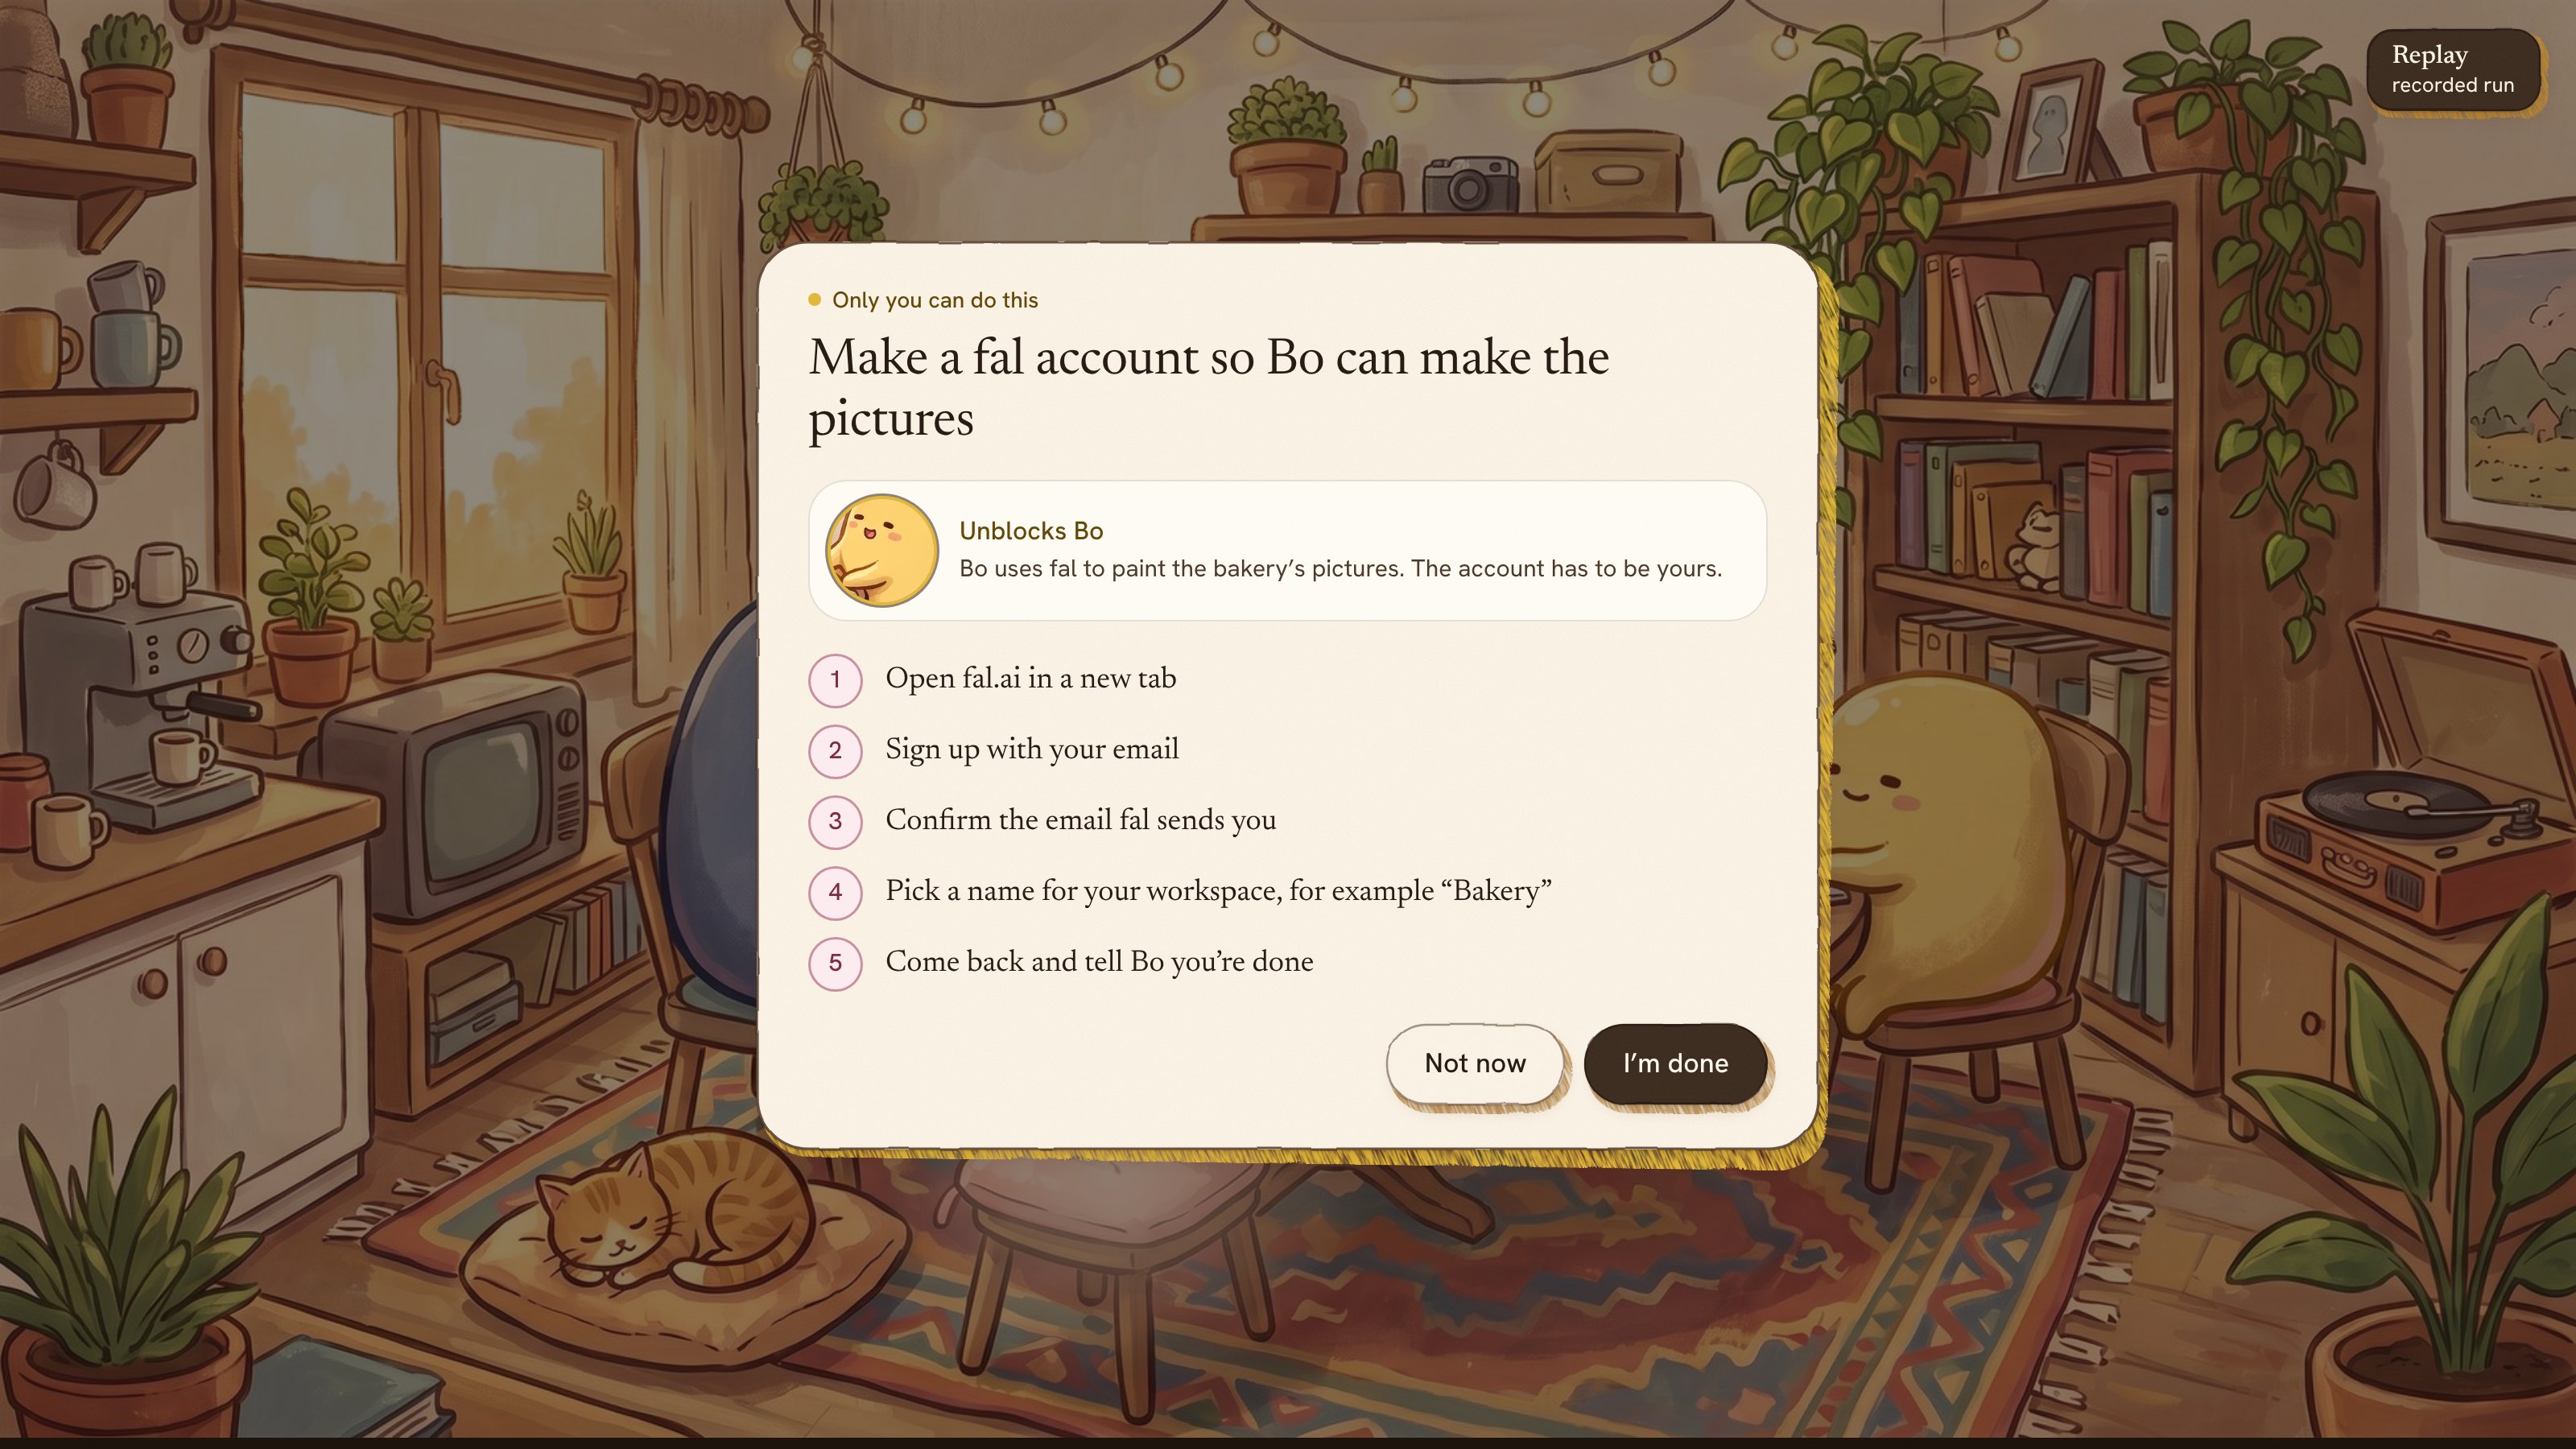 Replay
recorded run
Only you can do this
Make a fal account so Bo can make the
pictures
Unblocks Bo
Bo uses fal to paint the bakery’s pictures. The account has to be yours.
1 Open fal.ai in a new tab
2 Sign up with your email
3 Confirm the email fal sends you
4 Pick a name for your workspace, for example “Bakery”
5 Come back and tell Bo you’re done
Not now
I’m done